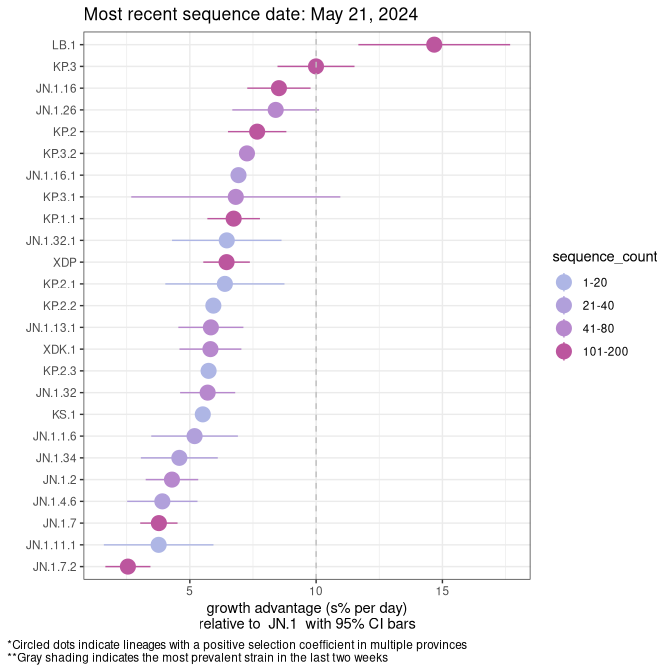 Most recent sequence date: May 21, 2024
LB.1
KP.3
JN.1.16
JN.1.26
KP.2
KP.3.2
JN.1.16.1
KP.3.1
KP.1.1
JN.1.32.1
XDP
KP.2.1
KP.2.2
JN.1.13.1
XDK.1
KP.2.3
JN.1.32
KS.1
JN.1.1.6
JN.1.34
JN.1.2
JN.1.4.6
JN.1.7
JN.1.11.1
JN.1.7.2
5 10 15
growth advantage (s% per day)
relative to JN.1 with 95% CI bars
sequence_count
1-20
21-40
41-80
101-200
*Circled dots indicate lineages with a positive selection coefficient in multiple provinces
**Gray shading indicates the most prevalent strain in the last two weeks